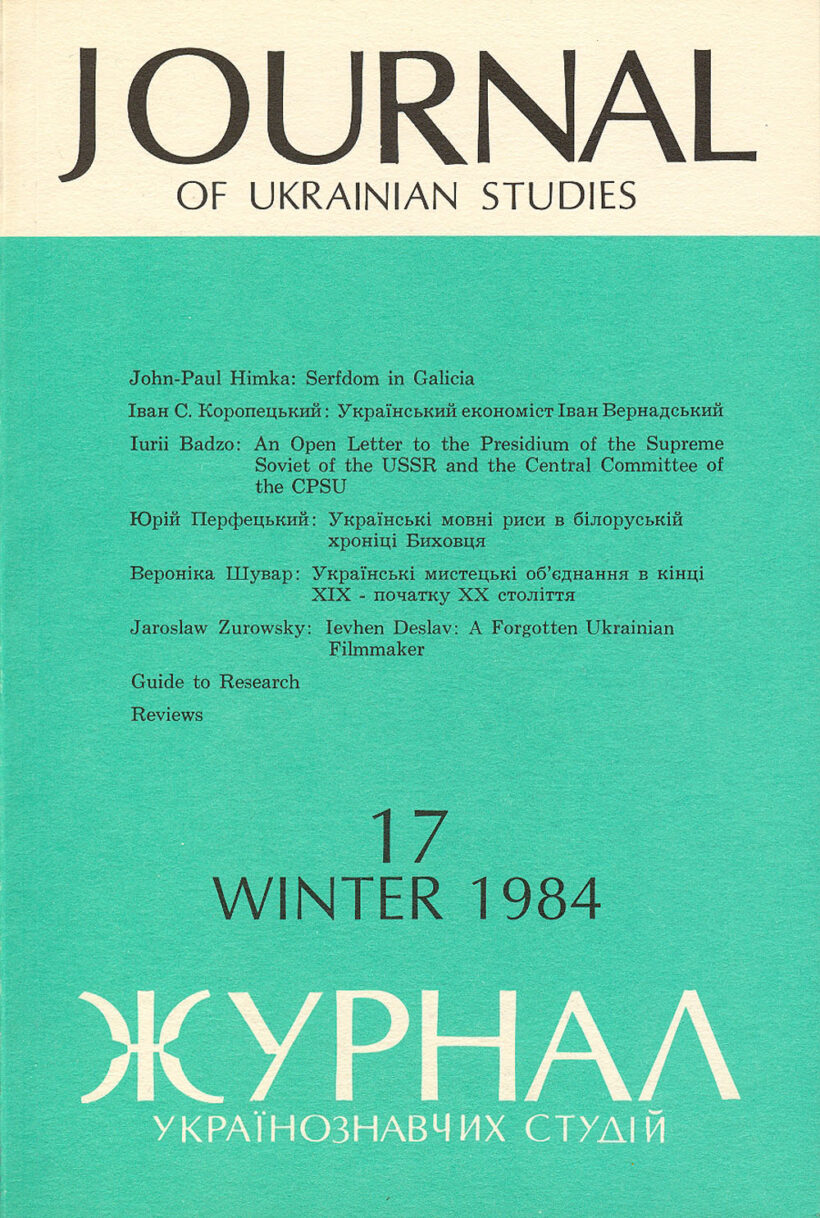 JOURNAL
OF UKRAINIAN STUDIES
John-Paul Himka: Serfdom in Galicia
Іван С. Коропецький: Український економіст Іван Вернадський
Iurii Badzo: An Open Letter to the Presidium of the Supreme
Soviet of the USSR and the Central Committee of
the CPSU
Юрій Перфецький: Українські мовні риси в білоруській
хроніці Биховця
Вероніка Шувар: Українські мистецькі об'єднання в кінці
XIX - початку XX століття
Jaroslaw Zurowsky: Ievhen Deslav: A Forgotten Ukrainian
Filmmaker
Guide to Research
Reviews
17
WINTER 1984
ЖУРНАЛ
УКРАЇНОЗНАВЧИХ СТУДІЙ